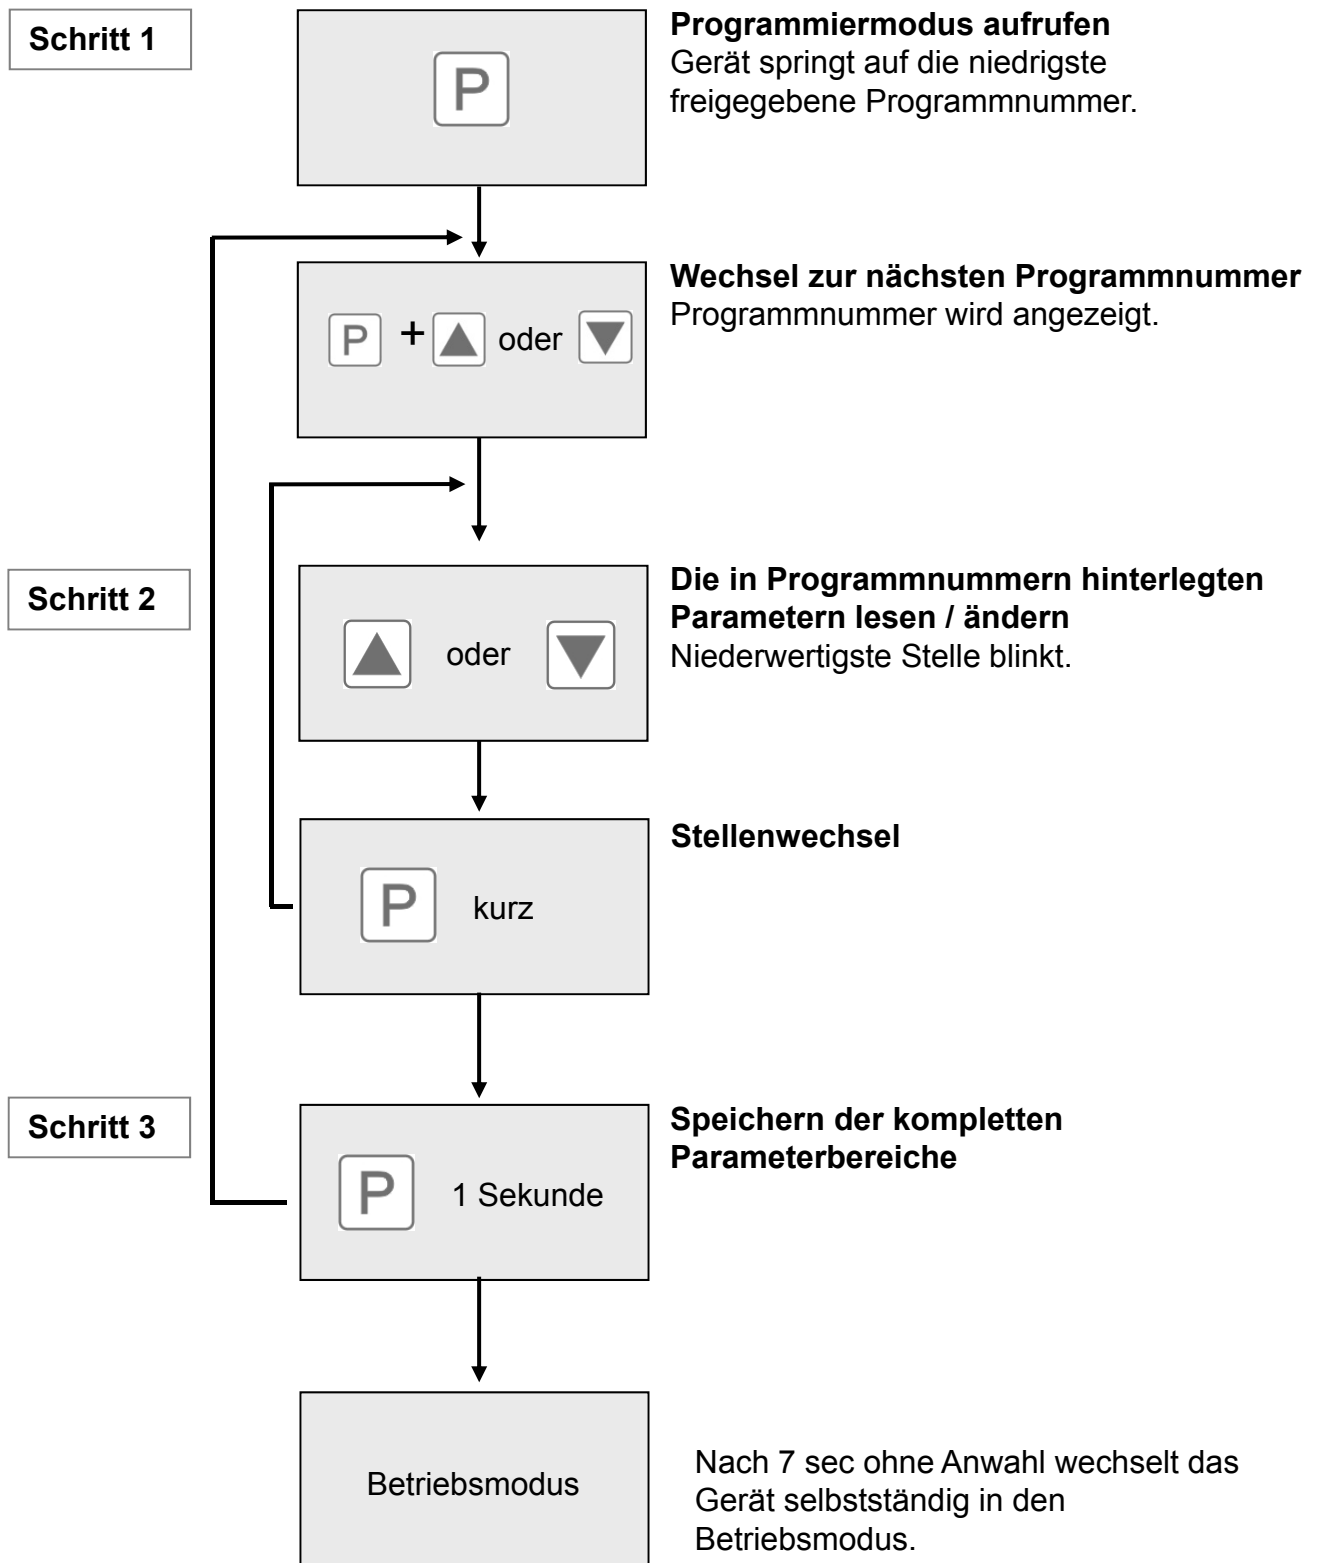 Schritt 1
P
Programmiermodus aufrufen
Gerät springt auf die niedrigste
freigegebene Programmnummer.
P + oder
Wechsel zur nächsten Programmnummer
Programmnummer wird angezeigt.
Schritt 2
oder
Die in Programmnummern hinterlegten
Parametern lesen / ändern
Niederwertigste Stelle blinkt.
P kurz
Stellenwechsel
Schritt 3
P 1 Sekunde
Speichern der kompletten
Parameterbereiche
Betriebsmodus
Nach 7 sec ohne Anwahl wechselt das
Gerät selbstständig in den
Betriebsmodus.